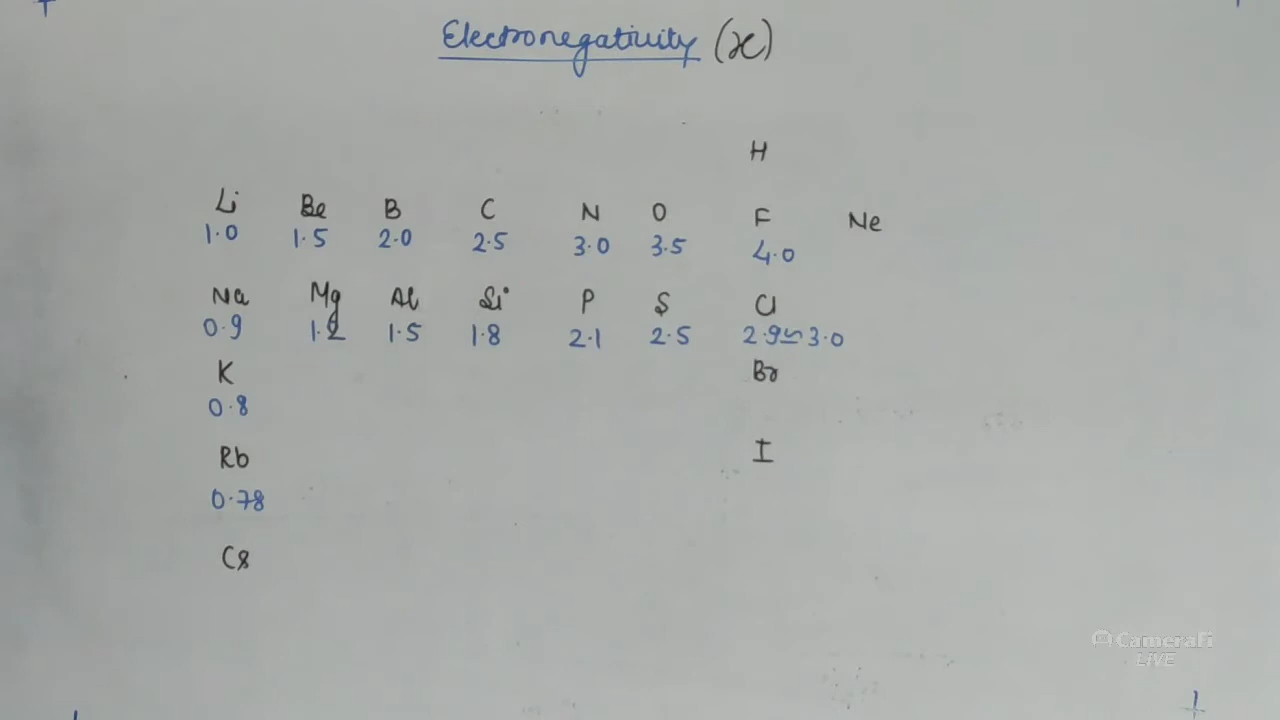 Electronegativity (x)
H
Li Be B C N O F Ne
1.0 1.5 2.0 2.5 3.0 3.5 4.0
Na Mg Al Si P S Cl
0.9 1.2 1.5 1.8 2.1 2.5 2.9≃3.0
K Br
0.8
Rb I
0.78
Cs
CameraFi
LIVE